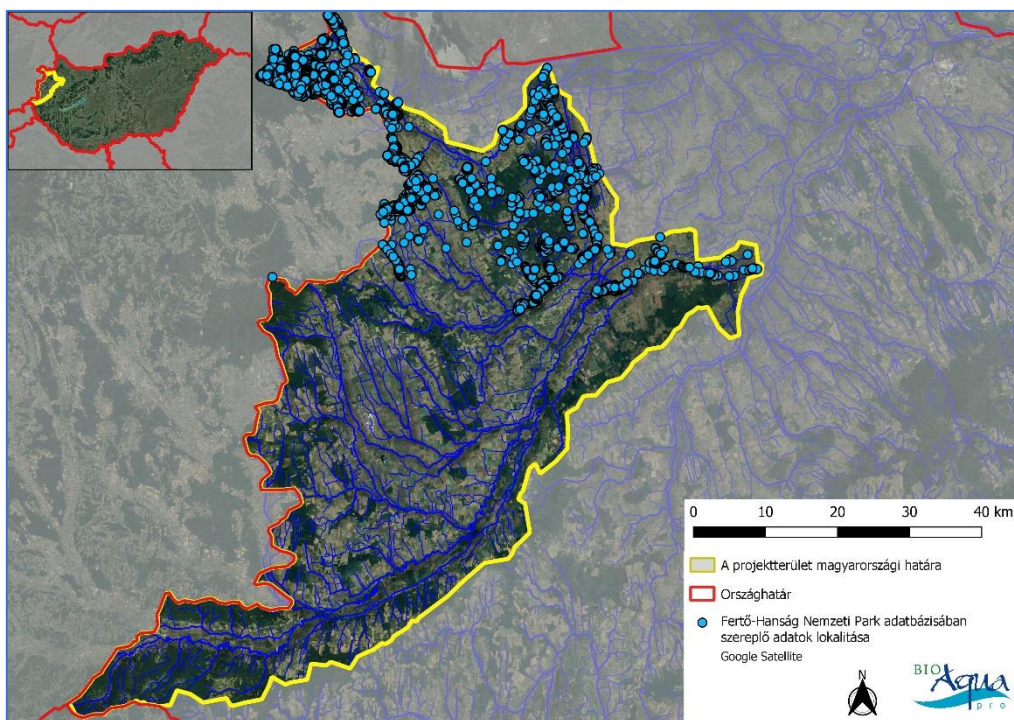 0 10 20 30 40 km
A projektterület magyarországi határa
Országhatár
Fertő-Hanság Nemzeti Park adatbázisában
szereplő adatok lokalitása
Google Satellite
N
BIO
Aqua
pro